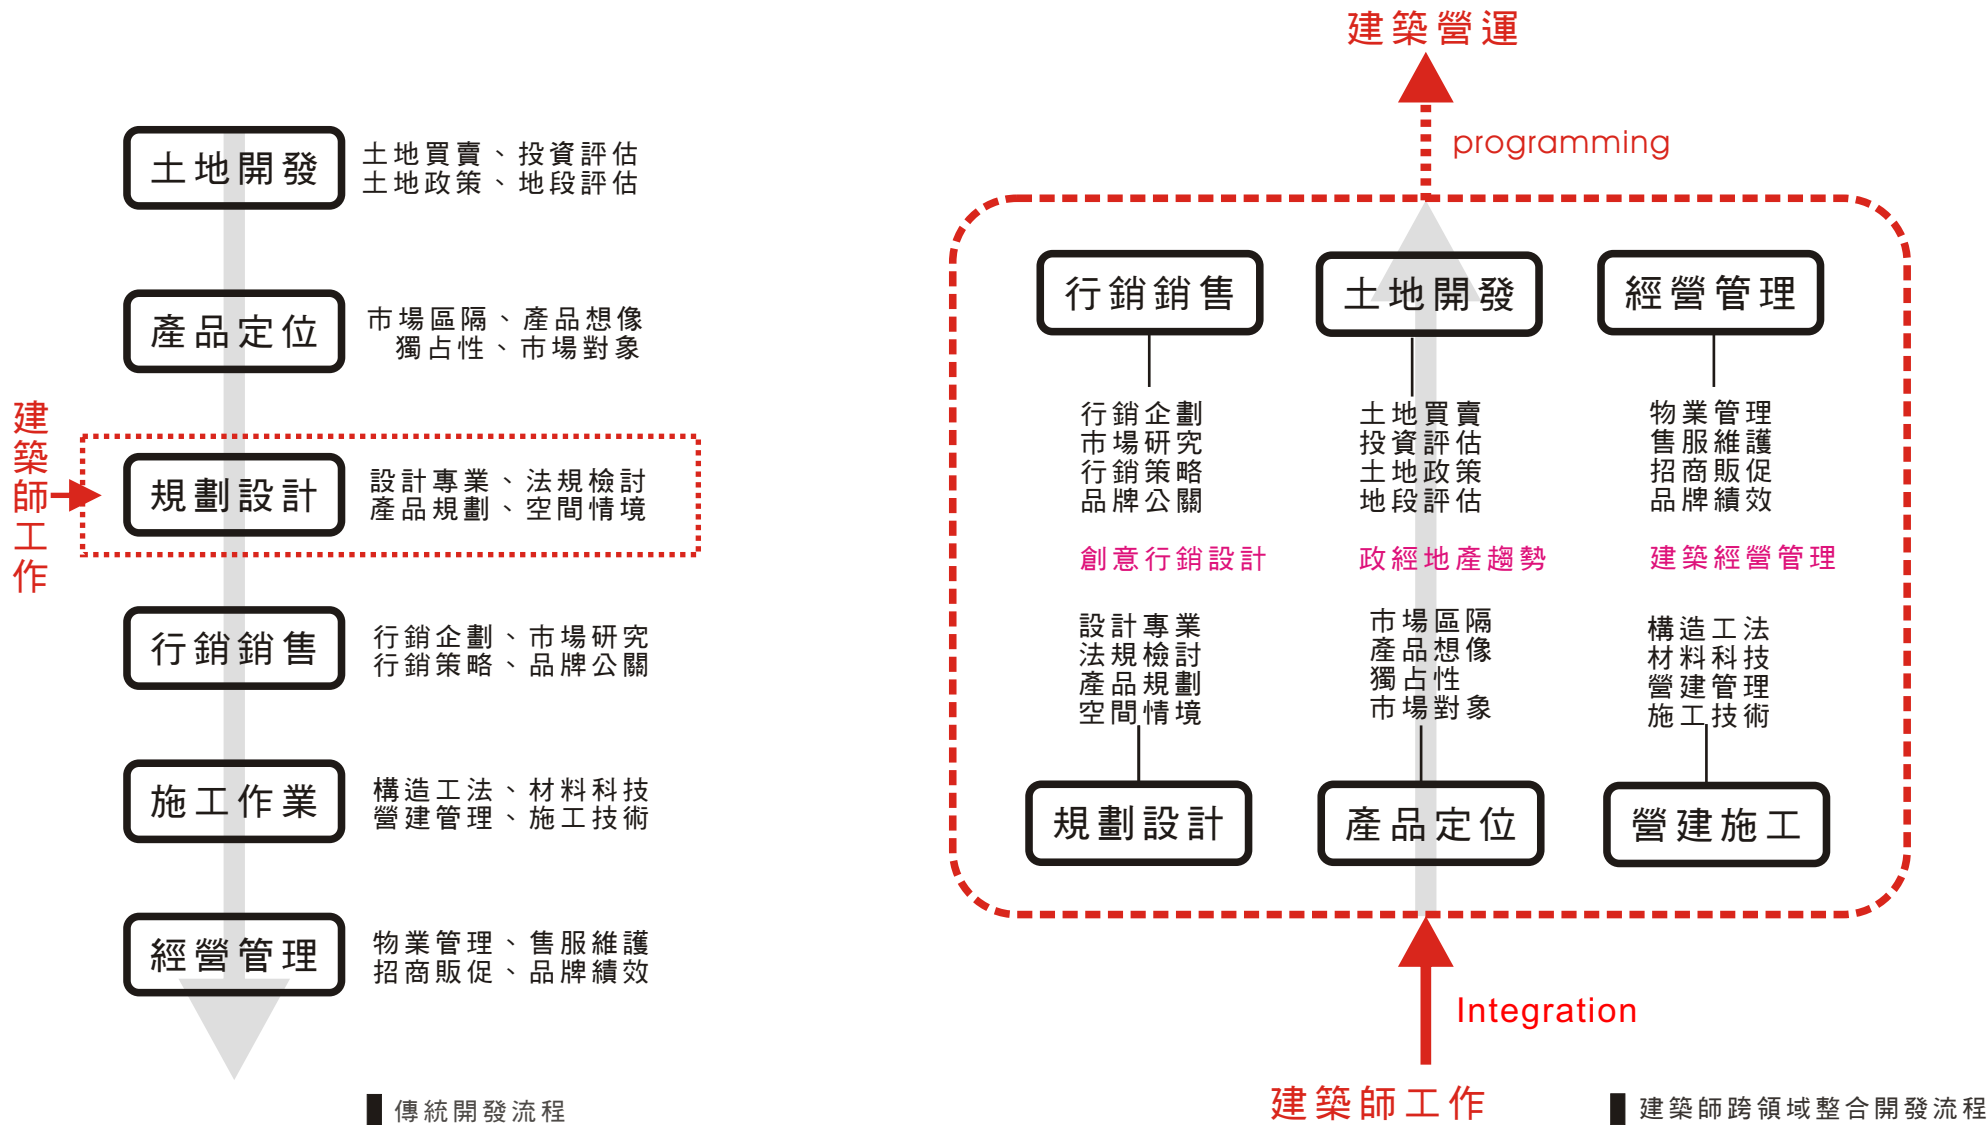 土地開發
土地買賣、投資評估
土地政策、地段評估
產品定位
市場區隔、產品想像
獨占性、市場對象
建築師工作
規劃設計
設計專業、法規檢討
產品規劃、空間情境
行銷銷售
行銷企劃、市場研究
行銷策略、品牌公關
施工作業
構造工法、材料科技
營建管理、施工技術
經營管理
物業管理、售服維護
招商販促、品牌績效
傳統開發流程
建築營運
programming
行銷銷售
土地開發
經營管理
行銷企劃
市場研究
行銷策略
品牌公關
土地買賣
投資評估
土地政策
地段評估
物業管理
售服維護
招商販促
品牌績效
創意行銷設計
政經地產趨勢
建築經營管理
設計專業
法規檢討
產品規劃
空間情境
市場區隔
產品想像
獨占性
市場對象
構造工法
材料科技
營建管理
施工技術
規劃設計
產品定位
營建施工
Integration
建築師工作
建築師跨領域整合開發流程